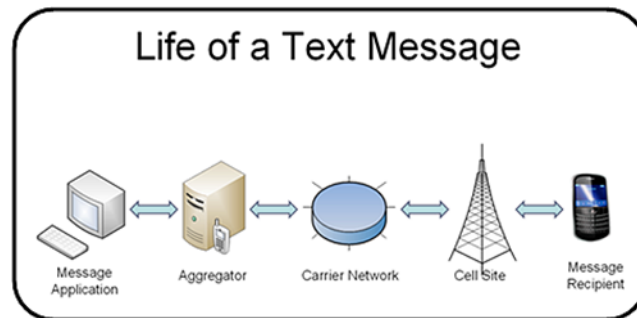 Life of a Text Message
Message
Application
Aggregator
Carrier Network
Cell Site
Message
Recipient